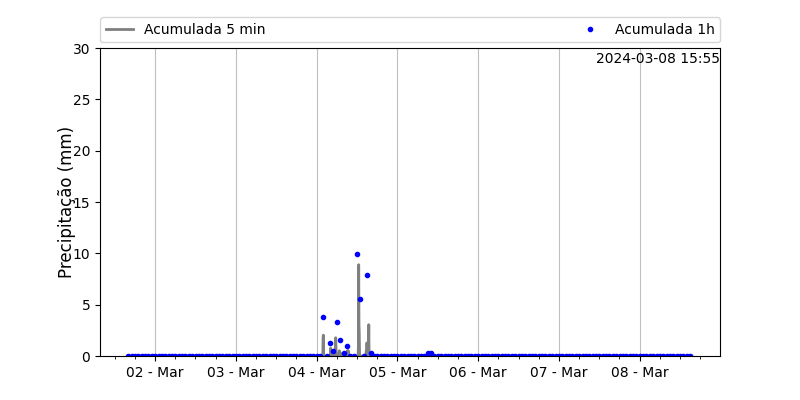 Acumulada 5 min Acumulada 1h
2024-03-08 15:55
Precipitação (mm)
30
25
20
15
10
5
0
02 - Mar 03 - Mar 04 - Mar 05 - Mar 06 - Mar 07 - Mar 08 - Mar